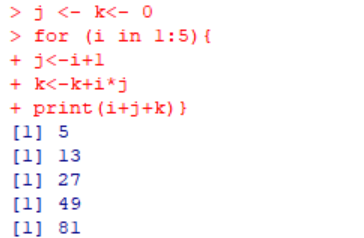 > j <- k<- 0
> for (i in 1:5){
+ j<-i+1
+ k<-k+i*j
+ print(i+j+k)}
[1] 5
[1] 13
[1] 27
[1] 49
[1] 81